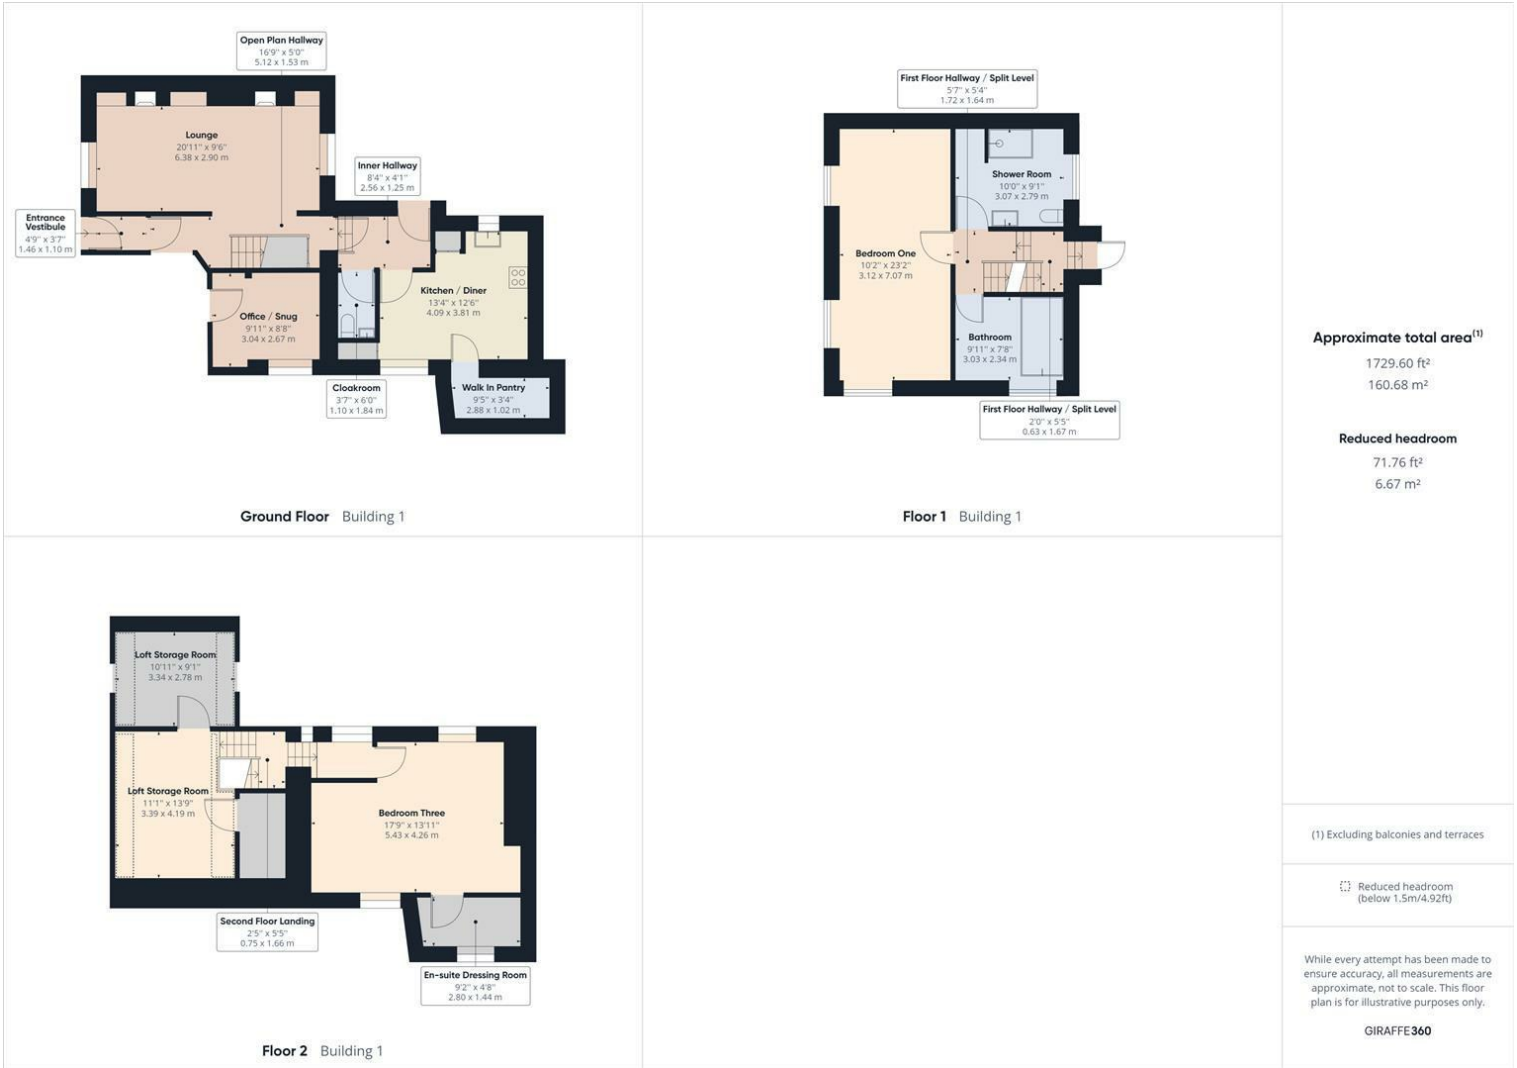 Open Plan Hallway
16'9" x 5'0"
5.12 x 1.53 m
Lounge
20'11" x 9'6"
6.38 x 2.90 m
Inner Hallway
8'4" x 4'1"
2.56 x 1.25 m
Entrance
Vestibule
4'9" x 3'7"
1.46 x 1.10 m
Kitchen / Diner
13'4" x 12'6"
4.09 x 3.81 m
Office / Snug
9'11" x 8'8"
3.04 x 2.67 m
Cloakroom
3'7" x 6'0"
1.10 x 1.84 m
Walk In Pantry
9'5" x 3'4"
2.88 x 1.02 m
Ground Floor Building 1
First Floor Hallway / Split Level
5'7" x 5'4"
1.72 x 1.64 m
Shower Room
10'0" x 9'1"
3.07 x 2.79 m
Bedroom One
10'2" x 23'2"
3.12 x 7.07 m
Bathroom
9'11" x 7'8"
3.03 x 2.34 m
First Floor Hallway / Split Level
2'0" x 5'5"
0.63 x 1.67 m
Floor 1 Building 1
Loft Storage Room
10'11" x 9'1"
3.34 x 2.78 m
Loft Storage Room
11'1" x 13'9"
3.39 x 4.19 m
Bedroom Three
17'9" x 13'11"
5.43 x 4.26 m
Second Floor Landing
2'5" x 5'5"
0.75 x 1.66 m
En-suite Dressing Room
9'2" x 4'8"
2.80 x 1.44 m
Floor 2 Building 1
Approximate total area(1)
1729.60 ft²
160.68 m²
Reduced headroom
71.76 ft²
6.67 m²
(1) Excluding balconies and terraces
Reduced headroom
(below 1.5m/4.92ft)
While every attempt has been made to
ensure accuracy, all measurements are
approximate, not to scale. This floor
plan is for illustrative purposes only.
GIRAFFE360